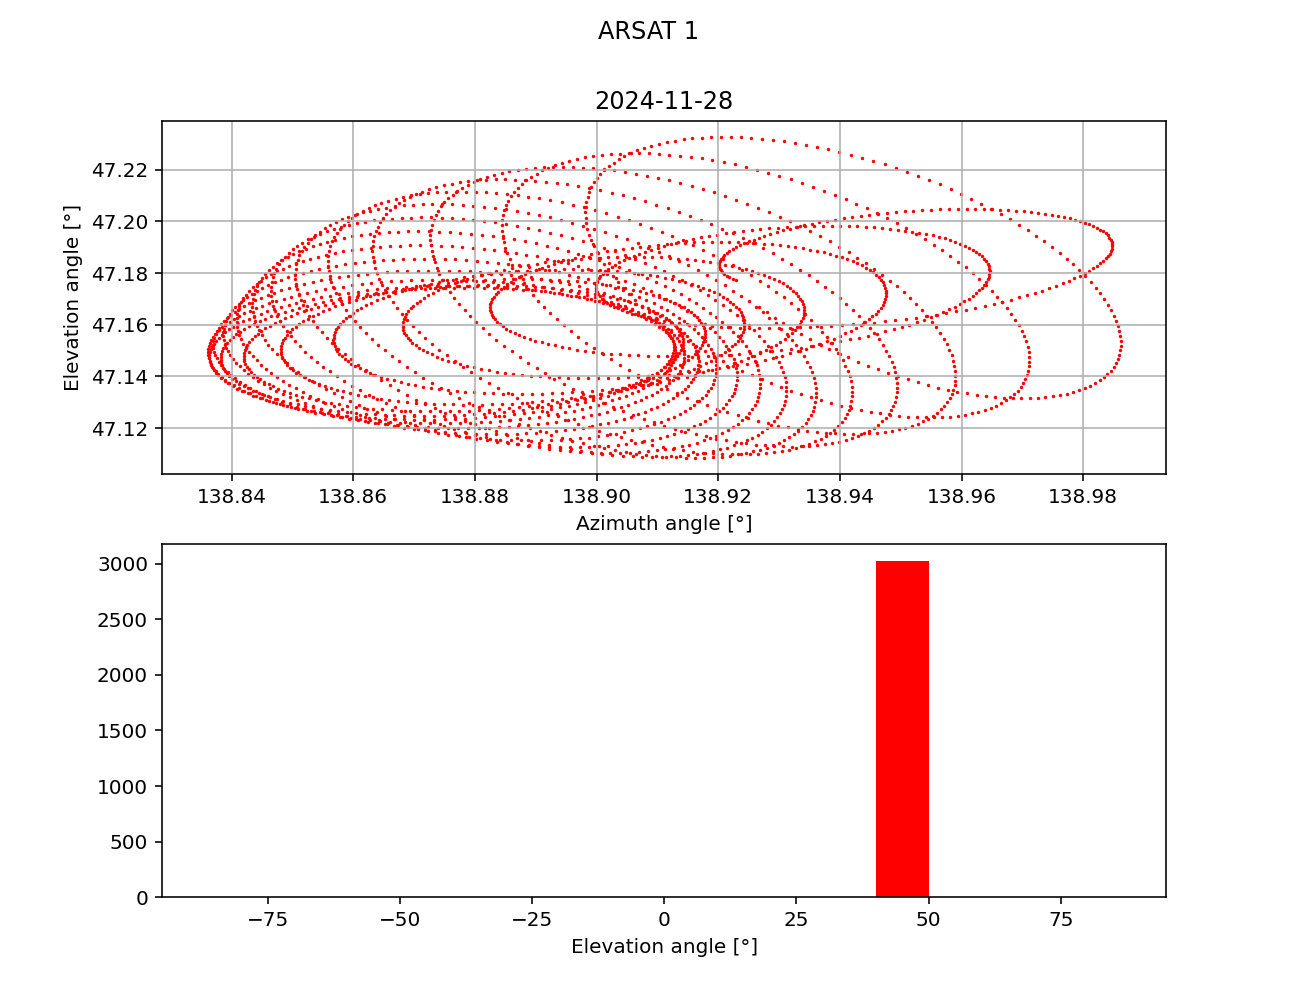 ARSAT 1
2024-11-28
Elevation angle [°]
47.22
47.20
47.18
47.16
47.14
47.12
138.84 138.86 138.88 138.90 138.92 138.94 138.96 138.98
Azimuth angle [°]
3000
2500
2000
1500
1000
500
0
−75 −50 −25 0 25 50 75
Elevation angle [°]